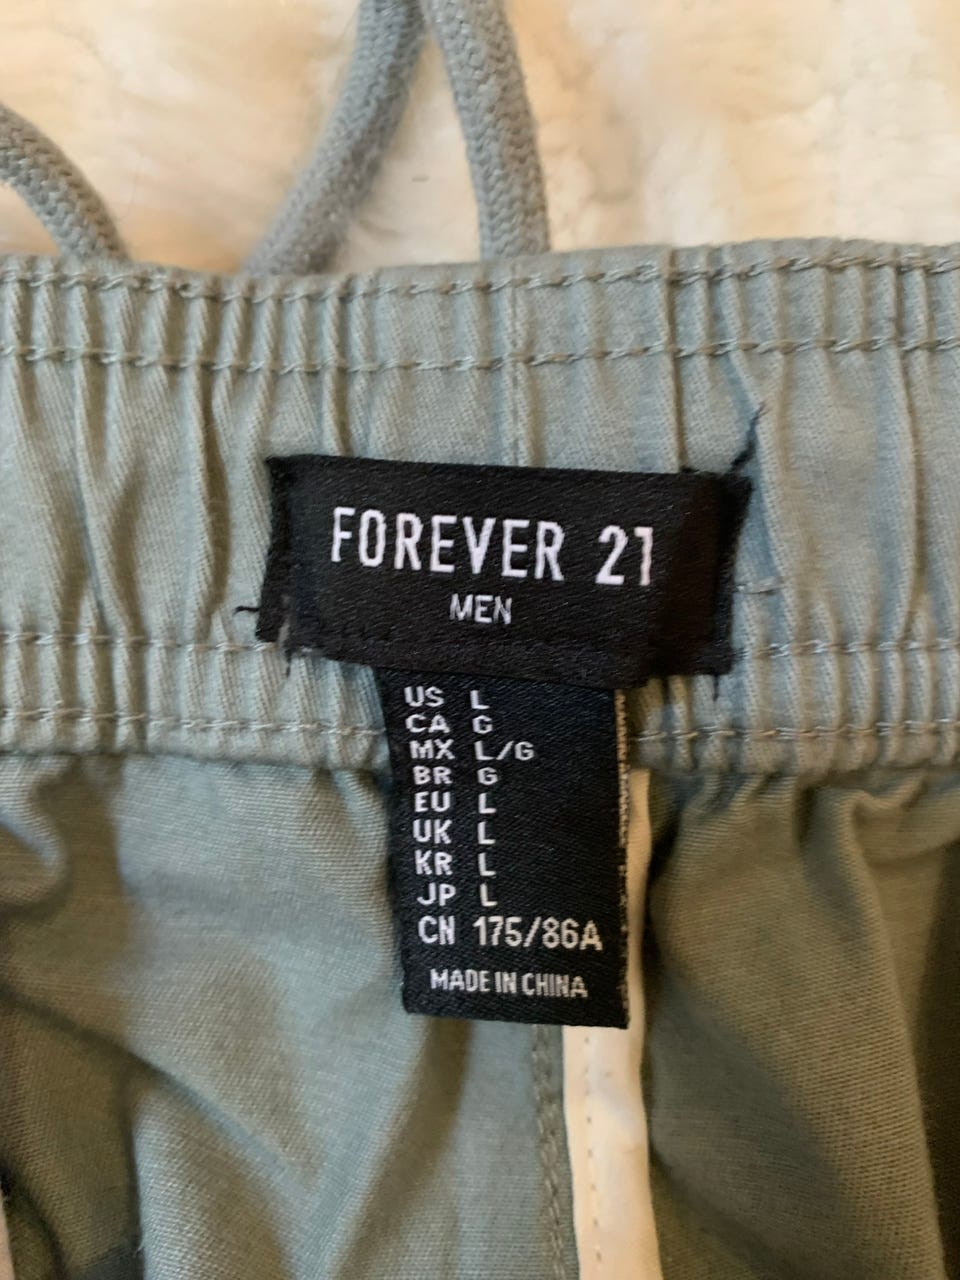 FOREVER 21
MEN
US L
CA G
MX L/G
BR G
EU L
UK L
KR L
JP L
CN 175/86A
MADE IN CHINA